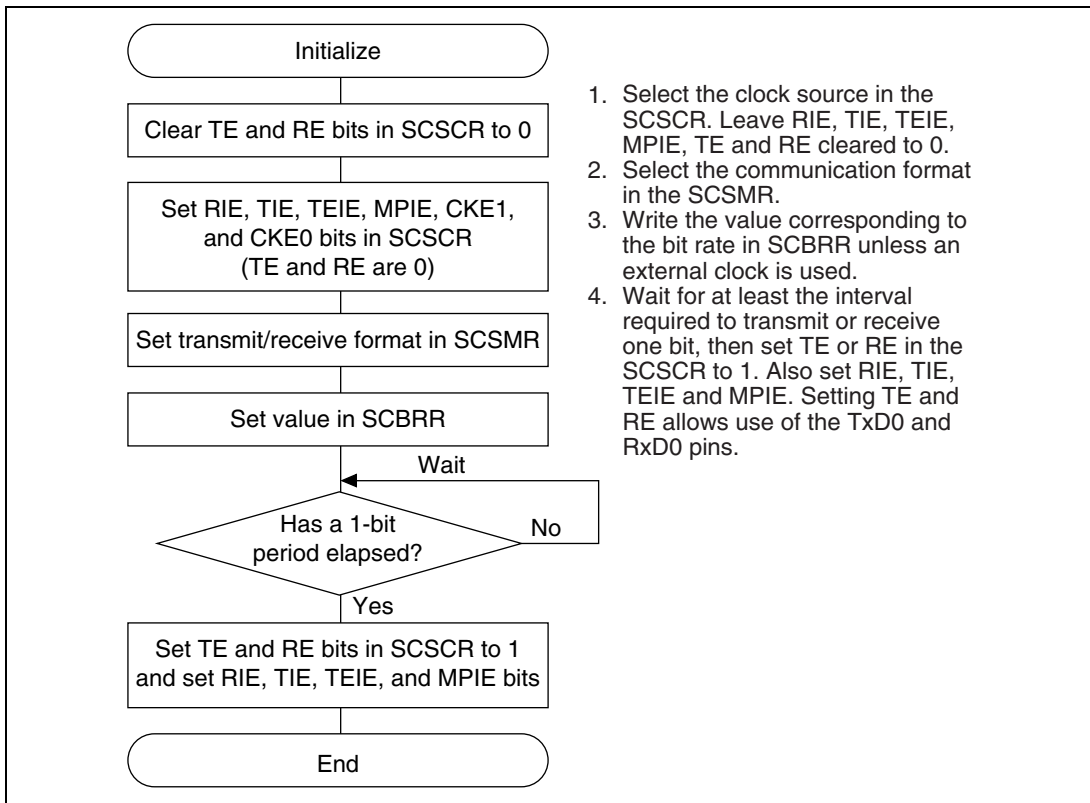 Initialize
Clear TE and RE bits in SCSCR to 0
Set RIE, TIE, TEIE, MPIE, CKE1,
and CKE0 bits in SCSCR
(TE and RE are 0)
Set transmit/receive format in SCSMR
Set value in SCBRR
Wait
Has a 1-bit
period elapsed?
No
Yes
Set TE and RE bits in SCSCR to 1
and set RIE, TIE, TEIE, and MPIE bits
End
1. Select the clock source in the
SCSCR. Leave RIE, TIE, TEIE,
MPIE, TE and RE cleared to 0.
2. Select the communication format
in the SCSMR.
3. Write the value corresponding to
the bit rate in SCBRR unless an
external clock is used.
4. Wait for at least the interval
required to transmit or receive
one bit, then set TE or RE in the
SCSCR to 1. Also set RIE, TIE,
TEIE and MPIE. Setting TE and
RE allows use of the TxD0 and
RxD0 pins.